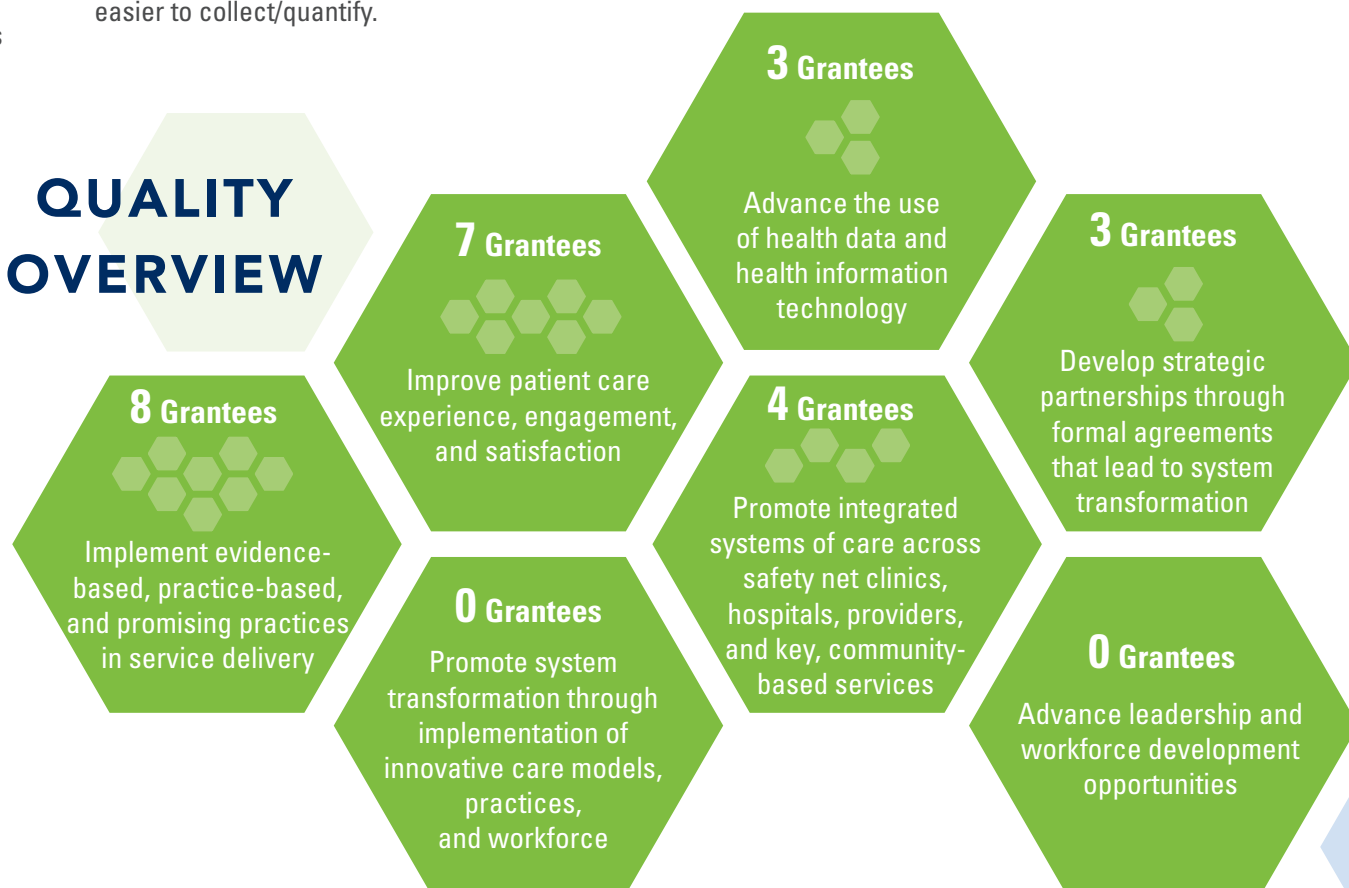 easier to collect/quantify.
s
QUALITY
OVERVIEW
3 Grantees
Advance the use
of health data and
health information
technology
7 Grantees
Improve patient care
experience, engagement,
and satisfaction
3 Grantees
Develop strategic
partnerships through
formal agreements
that lead to system
transformation
8 Grantees
Implement evidence-
based, practice-based,
and promising practices
in service delivery
4 Grantees
Promote integrated
systems of care across
safety net clinics,
hospitals, providers,
and key, community-
based services
0 Grantees
Promote system
transformation through
implementation of
innovative care models,
practices,
and workforce
0 Grantees
Advance leadership and
workforce development
opportunities